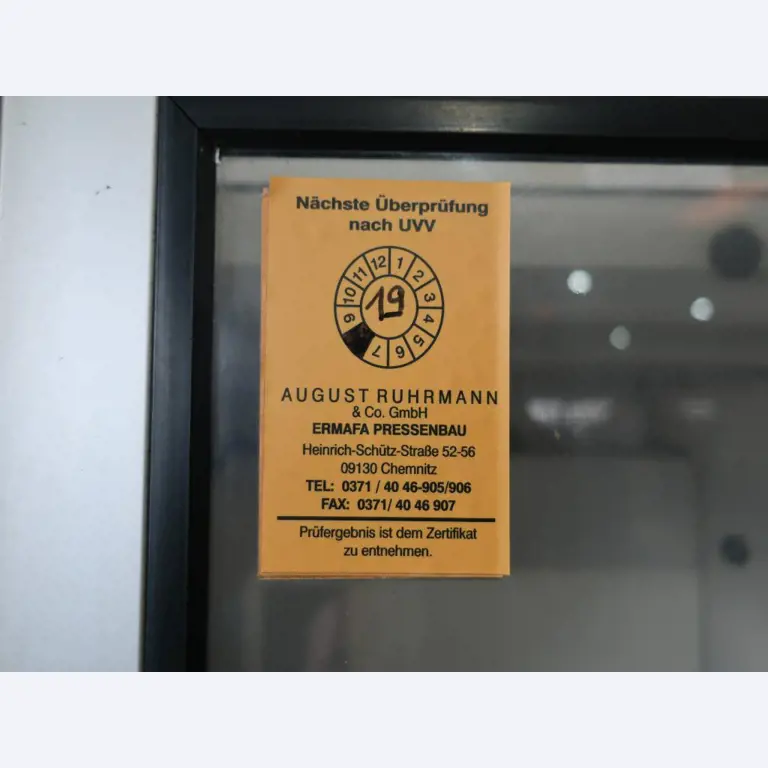 Nächste Überprüfung
nach UVV
12 1 2 3 4 5 6 7 9 10 11
19
AUGUST RUHRMANN
& Co. GmbH
ERMAFA PRESSENBAU
Heinrich-Schütz-Straße 52-56
09130 Chemnitz
TEL: 0371 / 40 46-905/906
FAX: 0371/ 40 46 907
Prüfergebnis ist dem Zertifikat
zu entnehmen.